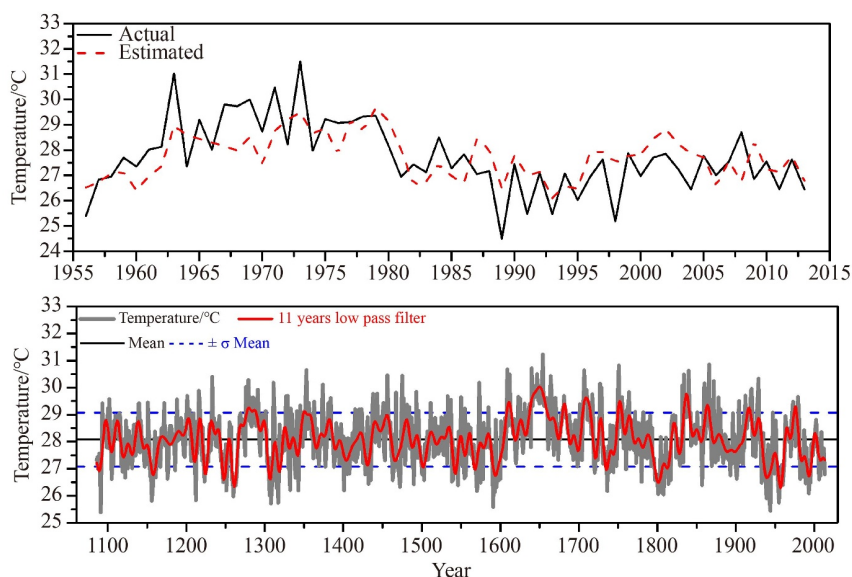 33
32
31
30
29
28
27
26
25
24
Temperature/°C
Actual
Estimated
1955 1960 1965 1970 1975 1980 1985 1990 1995 2000 2005 2010 2015
33
32
31
30
29
28
27
26
25
Temperature/°C
Temperature/°C 11 years low pass filter
Mean ± σ Mean
1100 1200 1300 1400 1500 1600 1700 1800 1900 2000
Year